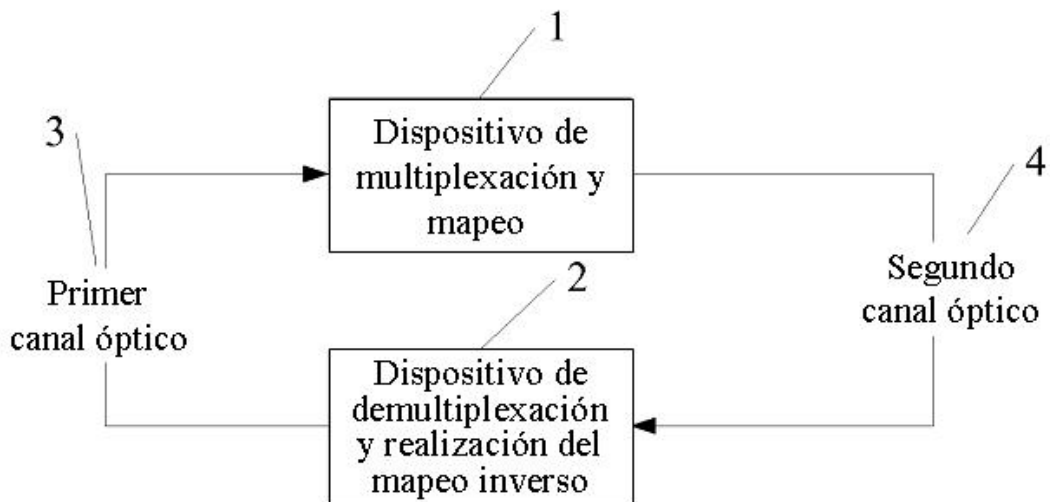 1
Dispositivo de
multiplexación y
mapeo
3
4
Primer
canal óptico
Segundo
canal óptico
2
Dispositivo de
demultiplexación
y realización del
mapeo inverso